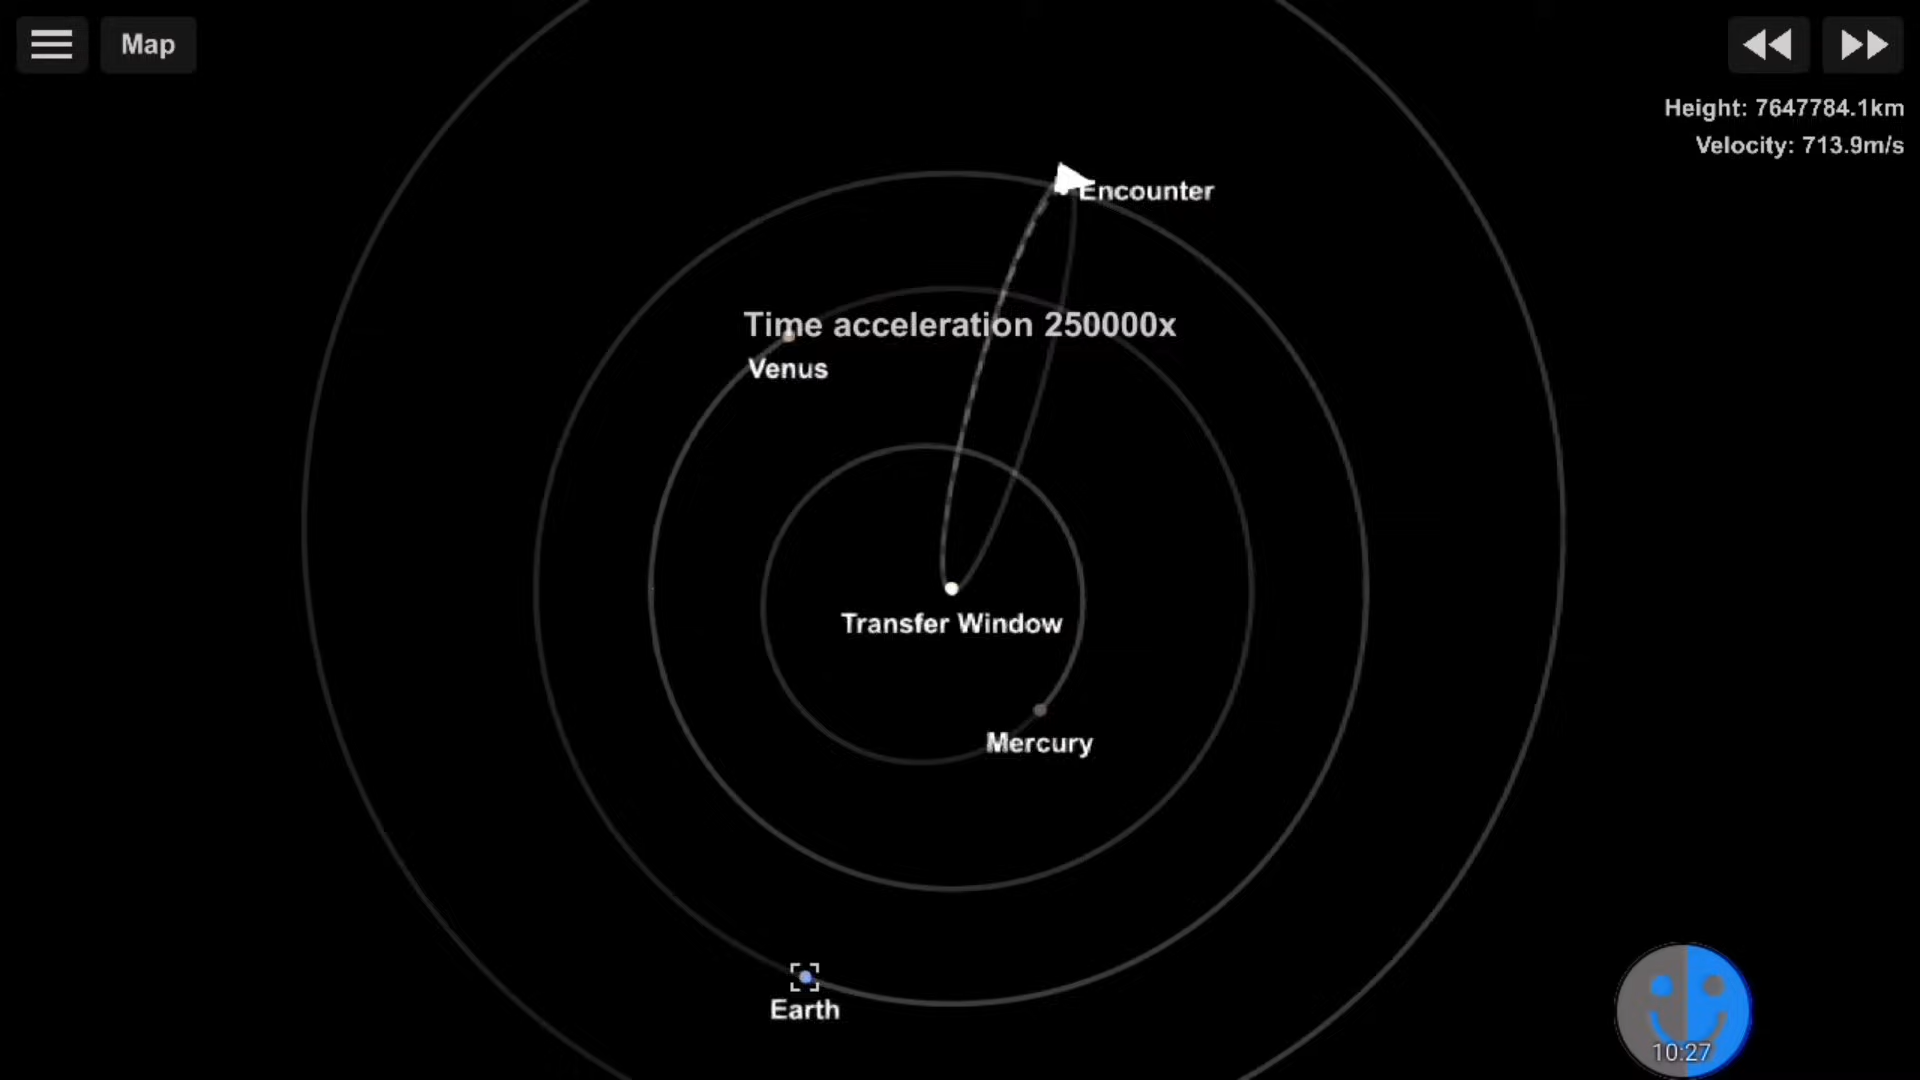 Map
Height: 7647784.1km
Velocity: 713.9m/s
Encounter
Time acceleration 250000x
Venus
Transfer Window
Mercury
Earth
10:27